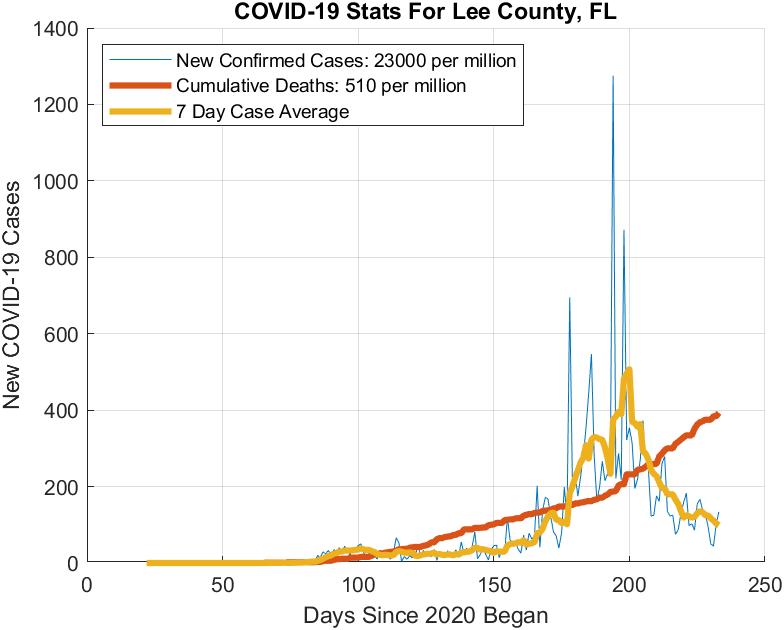 COVID-19 Stats For Lee County, FL
1400
1200
1000
800
600
400
200
0
New COVID-19 Cases
New Confirmed Cases: 23000 per million
Cumulative Deaths: 510 per million
7 Day Case Average
0
50
100
150
200
250
Days Since 2020 Began